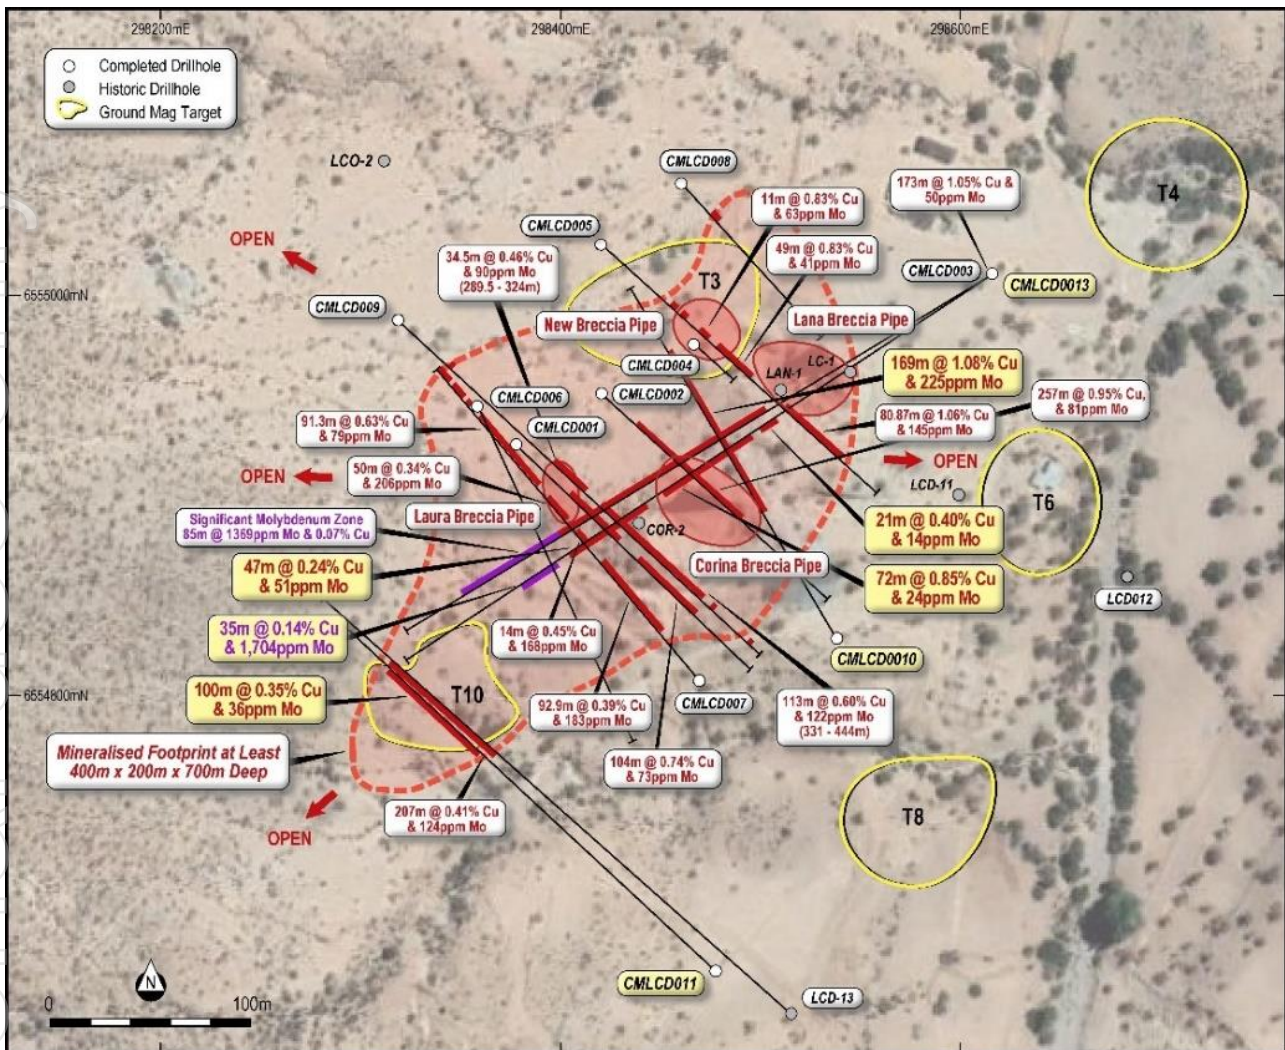 298200mE
298400mE
298600mE
Completed Drillhole
Historic Drillhole
Ground Mag Target
LCO-2
CMLCD008
173m @ 1.05% Cu &
50ppm Mo
T4
11m @ 0.83% Cu
& 63ppm Mo
CMLCD005
OPEN
34.5m @ 0.46% Cu
& 90ppm Mo
(289.5 - 324m)
49m @ 0.83% Cu
& 41ppm Mo
CMLCD003
CMLCD0013
T3
6555000mN
CMLCD009
New Breccia Pipe
Lana Breccia Pipe
CMLCD004
LC-1
LAN-1
169m @ 1.08% Cu
& 225ppm Mo
CMLCD006
CMLCD002
257m @ 0.95% Cu,
& 81ppm Mo
91.3m @ 0.63% Cu
& 79ppm Mo
CMLCD001
80.87m @ 1.06% Cu
& 145ppm Mo
OPEN
50m @ 0.34% Cu
& 206ppm Mo
OPEN
LCD-11
T6
Significant Molybdenum Zone
85m @ 1369ppm Mo & 0.07% Cu
Laura Breccia Pipe
COR-2
21m @ 0.40% Cu
& 14ppm Mo
47m @ 0.24% Cu
& 51ppm Mo
Corina Breccia Pipe
72m @ 0.85% Cu
& 24ppm Mo
LCD012
35m @ 0.14% Cu
& 1,704ppm Mo
14m @ 0.45% Cu
& 168ppm Mo
CMLCD0010
6554800mN
100m @ 0.35% Cu
& 36ppm Mo
T10
92.9m @ 0.39% Cu
& 183ppm Mo
CMLCD007
113m @ 0.60% Cu
& 122ppm Mo
(331 - 444m)
Mineralised Footprint at Least
400m x 200m x 700m Deep
104m @ 0.74% Cu
& 73ppm Mo
207m @ 0.41% Cu
& 124ppm Mo
T8
OPEN
N
CMLCD011
LCD-13
0
100m